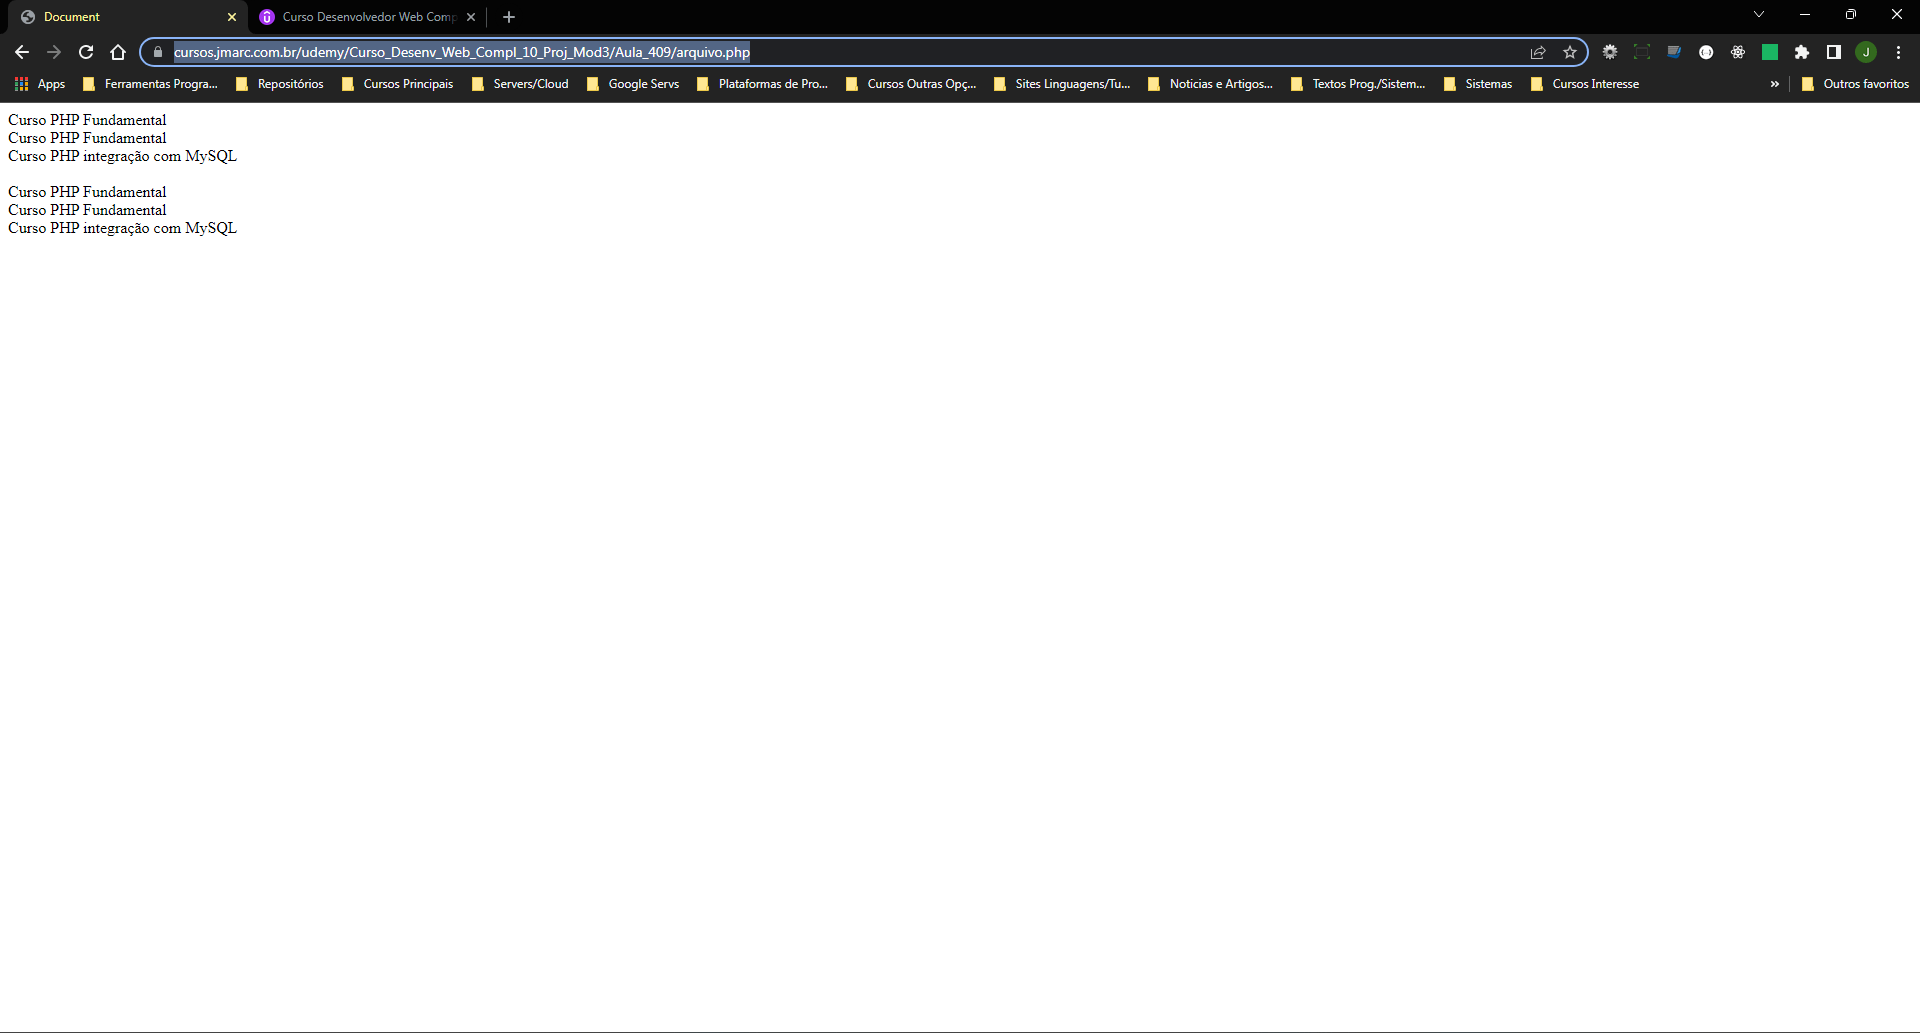 Document
Curso Desenvolvedor Web Comp
cursos.jmarc.com.br/udemy/Curso_Desenv_Web_Compl_10_Proj_Mod3/Aula_409/arquivo.php
J
Apps Ferramentas Progra... Repositórios Cursos Principais Servers/Cloud Google Servs Plataformas de Pro... Cursos Outras Opç... Sites Linguagens/Tu... Noticias e Artigos... Textos Prog./Sistem... Sistemas Cursos Interesse » Outros favoritos
Curso PHP Fundamental
Curso PHP Fundamental
Curso PHP integração com MySQL
Curso PHP Fundamental
Curso PHP Fundamental
Curso PHP integração com MySQL